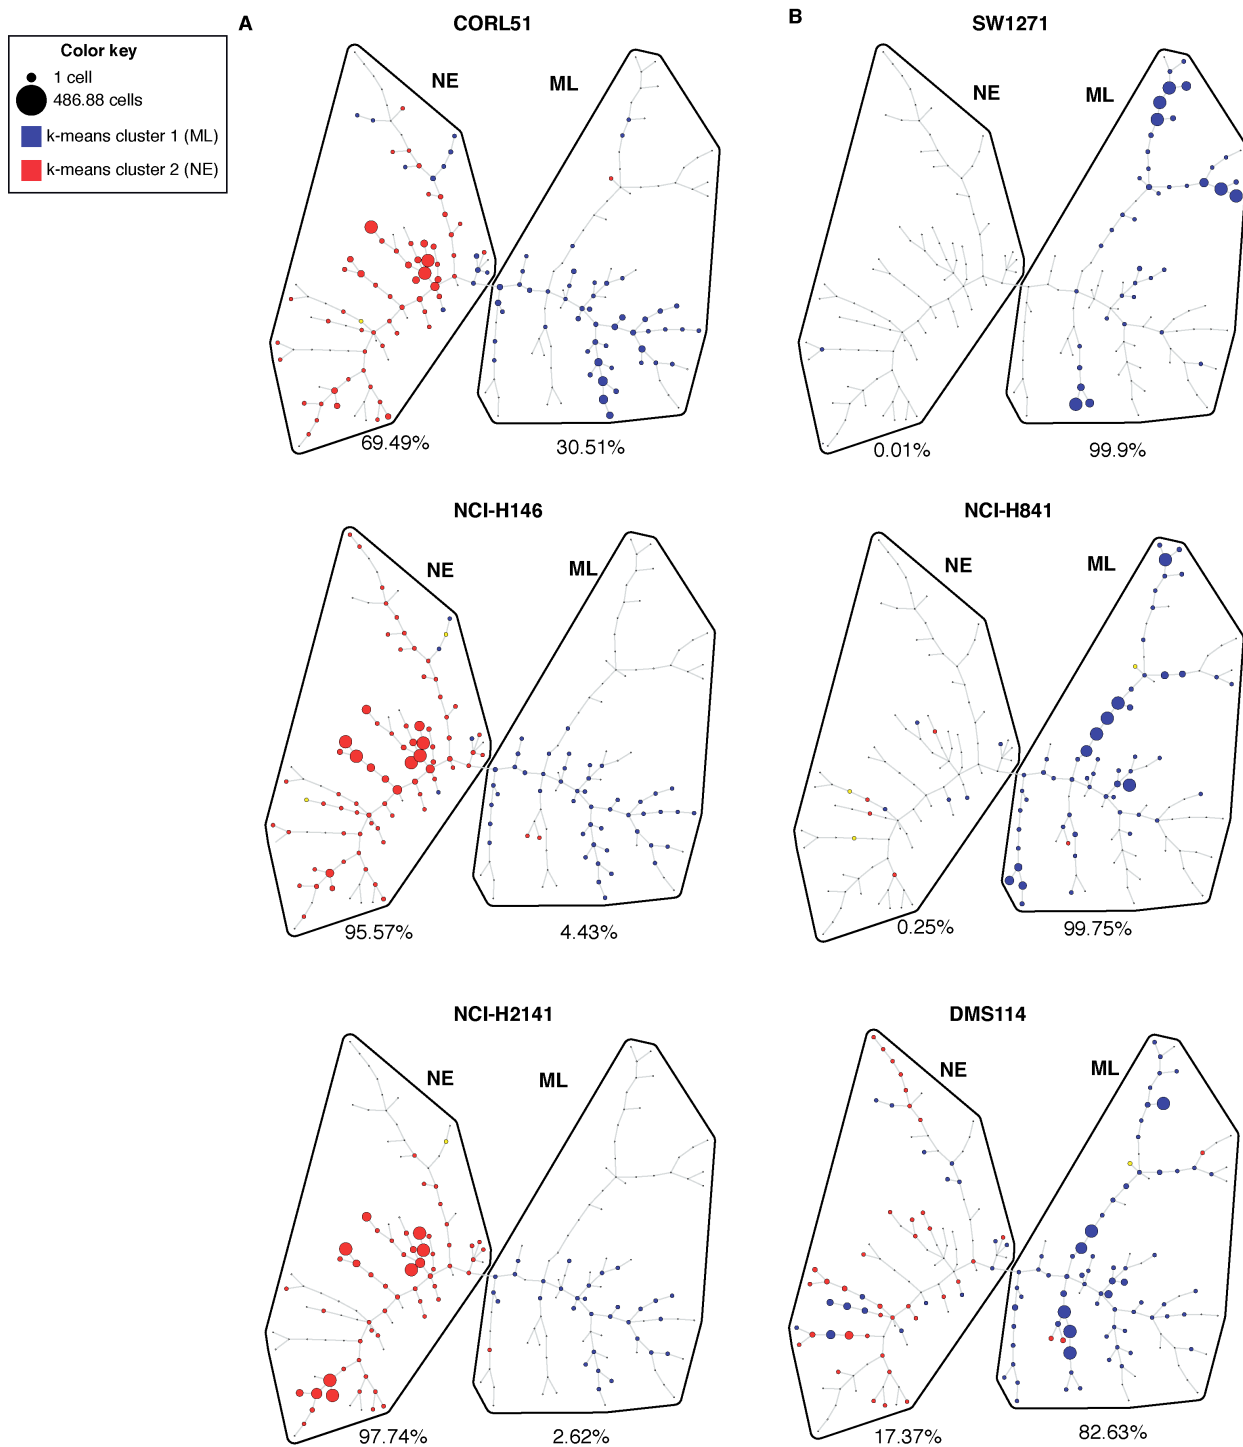 A
CORL51
B
SW1271
Color key
1 cell
486.88 cells
k-means cluster 1 (ML)
k-means cluster 2 (NE)
NE
ML
NE
ML
69.49%
30.51%
0.01%
99.9%
NCI-H146
NCI-H841
NE
ML
NE
ML
95.57%
4.43%
0.25%
99.75%
NCI-H2141
DMS114
NE
ML
NE
ML
97.74%
2.62%
17.37%
82.63%